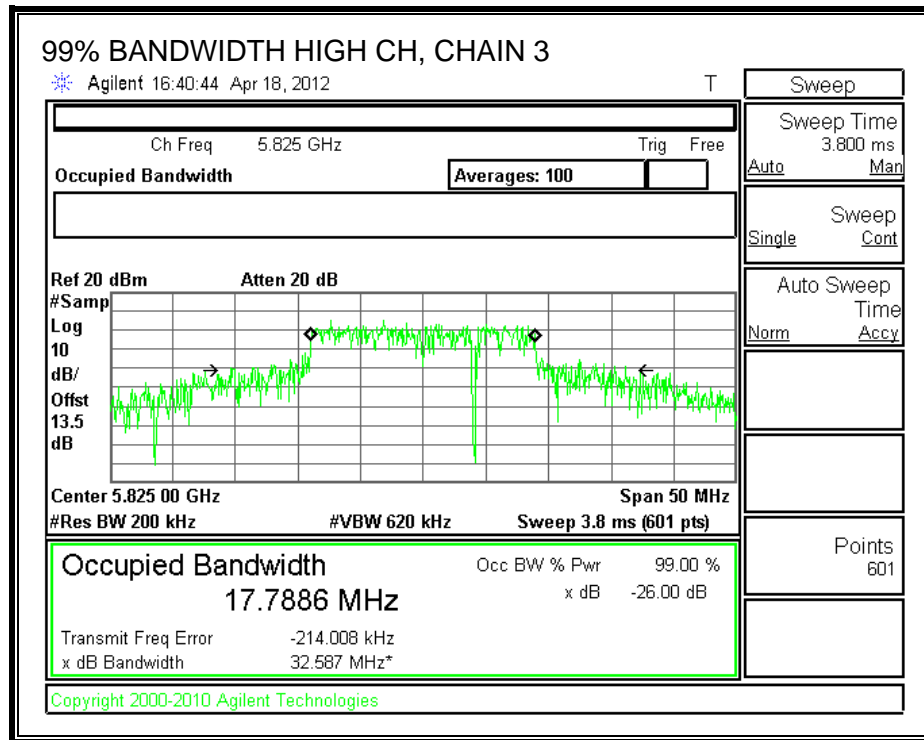 99% BANDWIDTH HIGH CH, CHAIN 3
Agilent 16:40:44 Apr 18, 2012 T
Sweep
Ch Freq 5.825 GHz Trig Free
Occupied Bandwidth Averages: 100
Sweep Time
3.800 ms
Auto Man
Sweep
Single Cont
Auto Sweep
Time
Norm Accy
Ref 20 dBm Atten 20 dB
#Samp
Log
10
dB/
Offst
13.5
dB
Center 5.825 00 GHz Span 50 MHz
#Res BW 200 kHz #VBW 620 kHz Sweep 3.8 ms (601 pts)
Points
601
Occupied Bandwidth Occ BW % Pwr 99.00 %
17.7886 MHz x dB -26.00 dB
Transmit Freq Error -214.008 kHz
x dB Bandwidth 32.587 MHz*
Copyright 2000-2010 Agilent Technologies